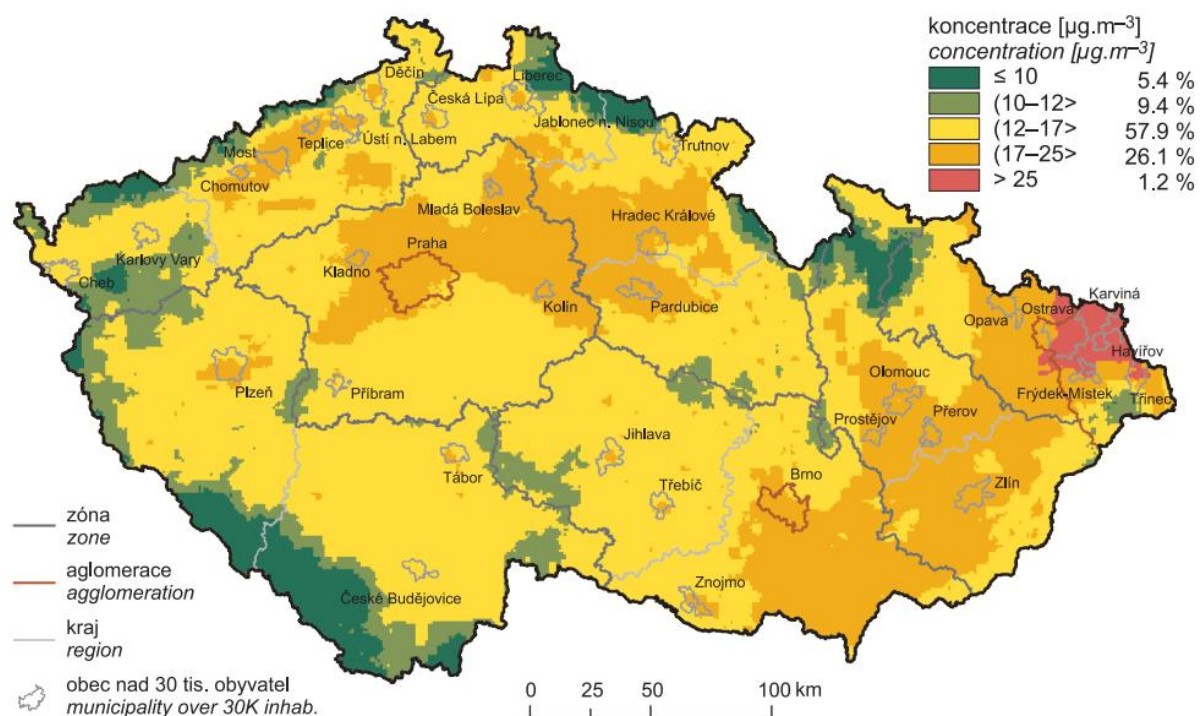 koncentrace [µg.m⁻³]
concentration [µg.m⁻³]
≤ 10 5.4 %
(10–12> 9.4 %
(12–17> 57.9 %
(17–25> 26.1 %
> 25 1.2 %
Děčín
Liberec
Česká Lípa
Jablonec n. Nisou
Teplice
Ústí n. Labem
Trutnov
Most
Chomutov
Mladá Boleslav
Hradec Králové
Praha
Karlovy Vary
Kladno
Cheb
Kolín
Pardubice
Karviná
Ostrava
Opava
Havířov
Olomouc
Plzeň
Příbram
Frýdek-Místek
Třinec
Prostějov
Přerov
Jihlava
Tábor
Brno
Třebíč
Zlín
Znojmo
České Budějovice
zóna
zone
aglomerace
agglomeration
kraj
region
obec nad 30 tis. obyvatel
municipality over 30K inhab.
0 25 50 100 km